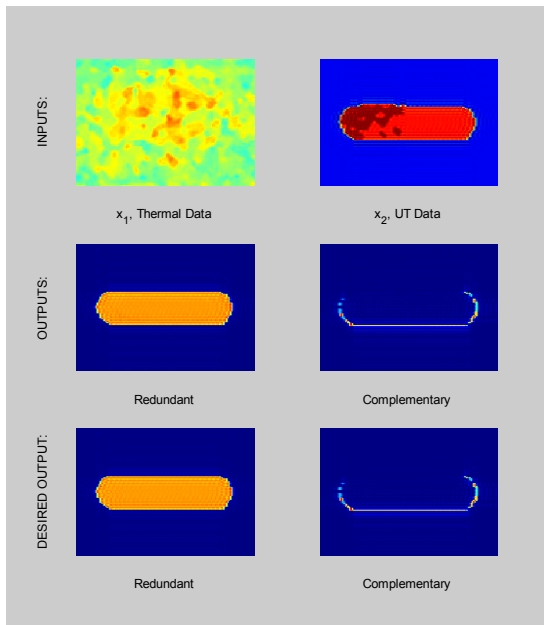 INPUTS:
x1, Thermal Data
x2, UT Data
OUTPUTS:
Redundant
Complementary
DESIRED OUTPUT:
Redundant
Complementary